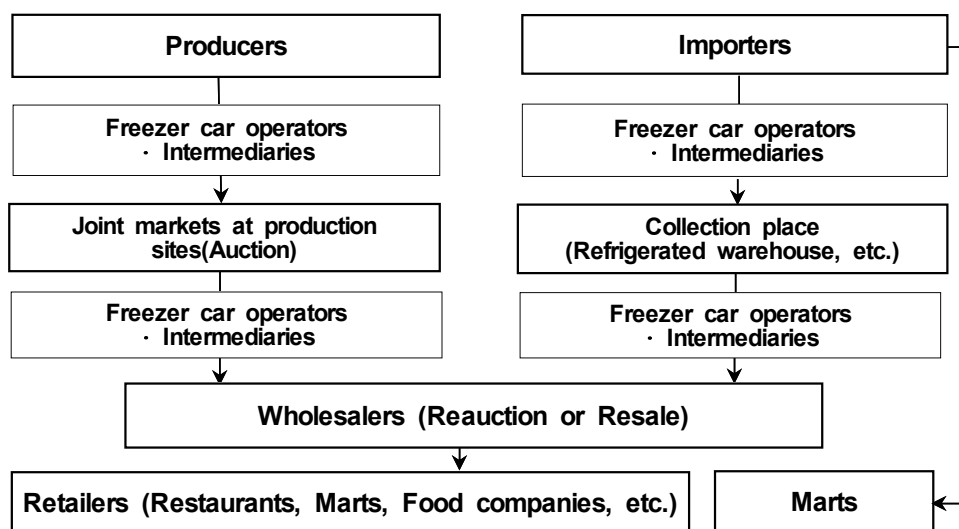 Producers
Importers
Freezer car operators
· Intermediaries
Freezer car operators
· Intermediaries
Joint markets at production
sites(Auction)
Collection place
(Refrigerated warehouse, etc.)
Freezer car operators
· Intermediaries
Freezer car operators
· Intermediaries
Wholesalers (Reauction or Resale)
Retailers (Restaurants, Marts, Food companies, etc.)
Marts